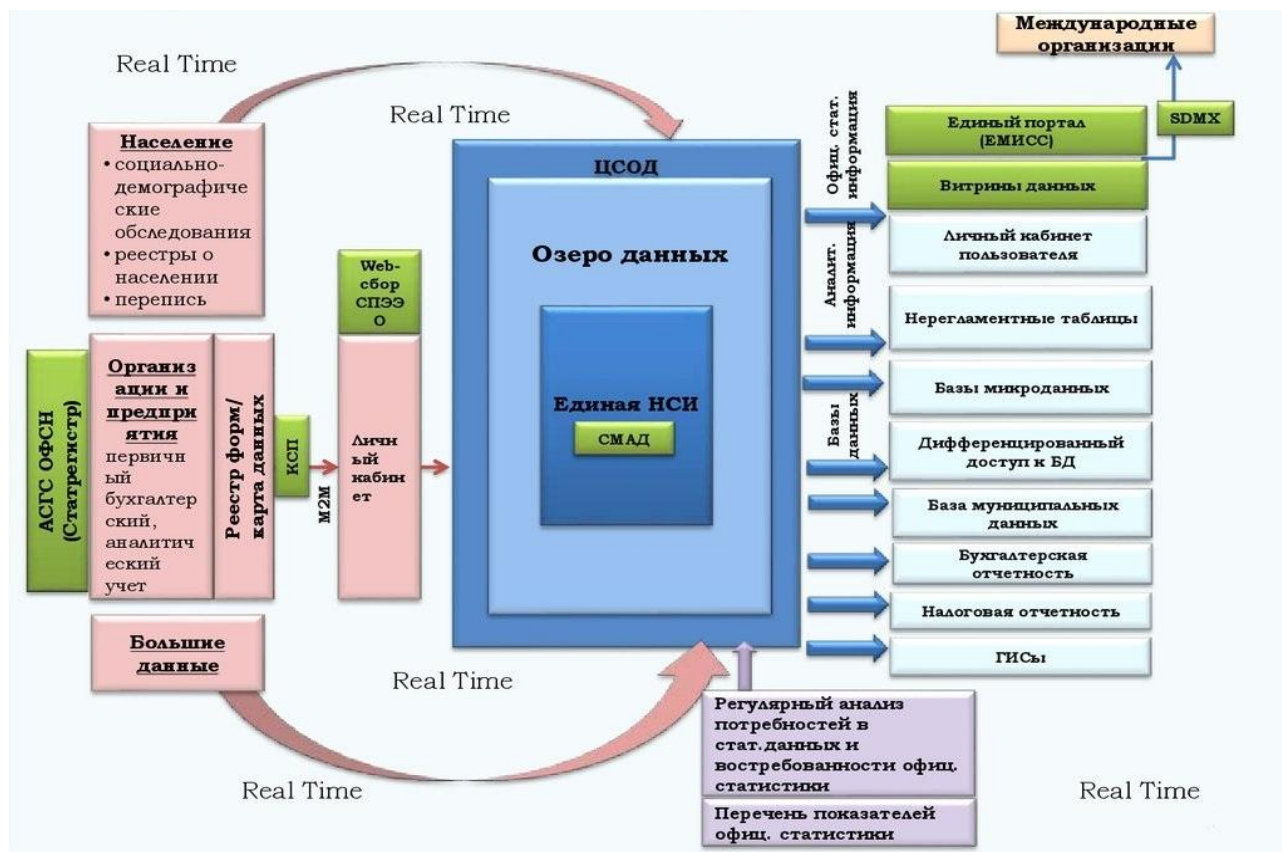 Международные
организации
Real Time
Real Time
SDMX
Население
• социально-
демографиче
ские
обследования
• реестры о
населении
• перепись
Web-
сбор
СПЭЭ
О
АСГС ОФСН
(Статрегистр)
Организ
ации и
предпри
ятия
первичн
ый
бухгалтер
ский,
аналитич
еский
учет
Реестр форм/
карта данных
КСП
М2М
Личн
ый
кабин
ет
Большие
данные
ЦСОД
Озеро данных
Единая НСИ
СМАД
Офиц. стат.
информация
Аналит.
информация
Базы
данных
Единый портал
(ЕМИСС)
Витрины данных
Личный кабинет
пользователя
Нерегламентные таблицы
Базы микроданных
Дифференцированный
доступ к БД
База муниципальных
данных
Бухгалтерская
отчетность
Налоговая отчетность
ГИСы
Real Time
Регулярный анализ
потребностей в
стат.данных и
востребованности офиц.
статистики
Перечень показателей
офиц. статистики
Real Time
Real Time